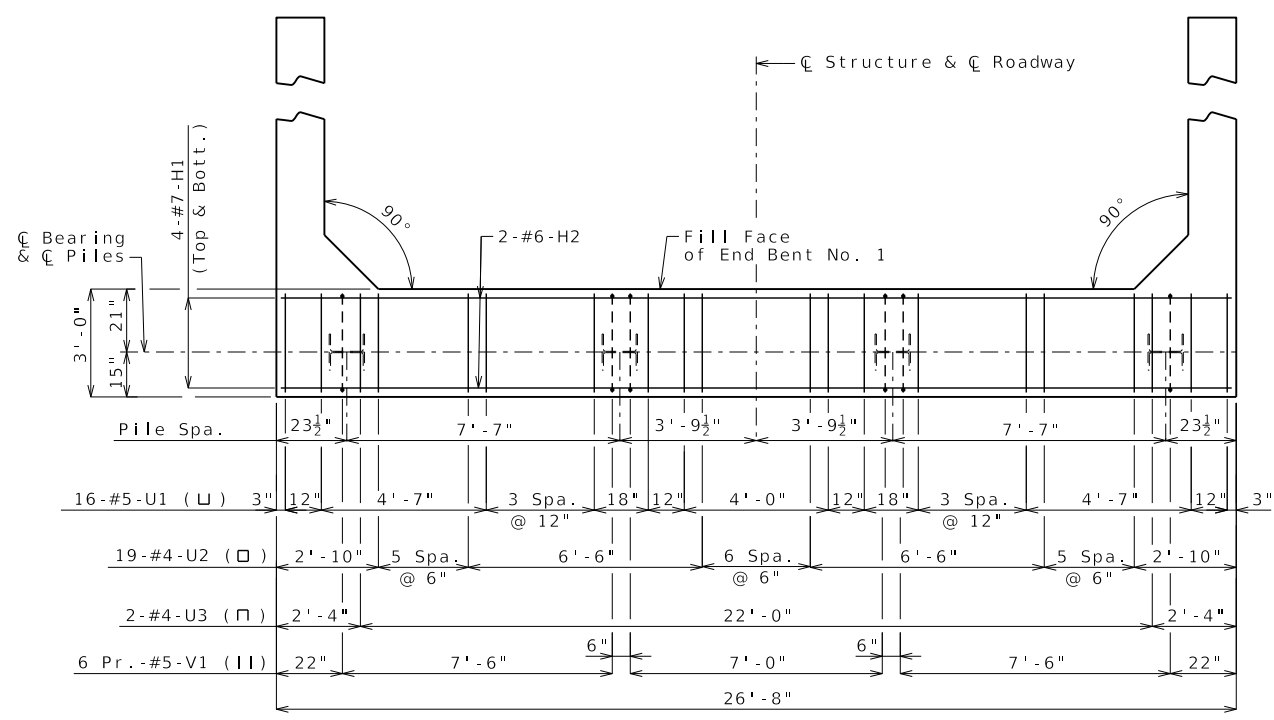 ℄ Structure & ℄ Roadway
4-#7-H1
(Top & Bott.)
90°
90°
℄ Bearing
& ℄ Piles
2-#6-H2
Fill Face
of End Bent No. 1
3'-0"
21"
15"
Pile Spa.
23½" 7'-7" 3'-9½" 3'-9½" 7'-7" 23½"
16-#5-U1 (⊔) 3" 12" 4'-7" 3 Spa. 18" 12" 4'-0" 12" 18" 3 Spa. 4'-7" 12" 3"
@ 12" @ 12"
19-#4-U2 (□) 2'-10" 5 Spa. 6'-6" 6 Spa. 6'-6" 5 Spa. 2'-10"
@ 6" @ 6" @ 6"
2-#4-U3 (⊓) 2'-4" 22'-0" 2'-4"
6" 6"
6 Pr.-#5-V1 (||) 22" 7'-6" 7'-0" 7'-6" 22"
26'-8"